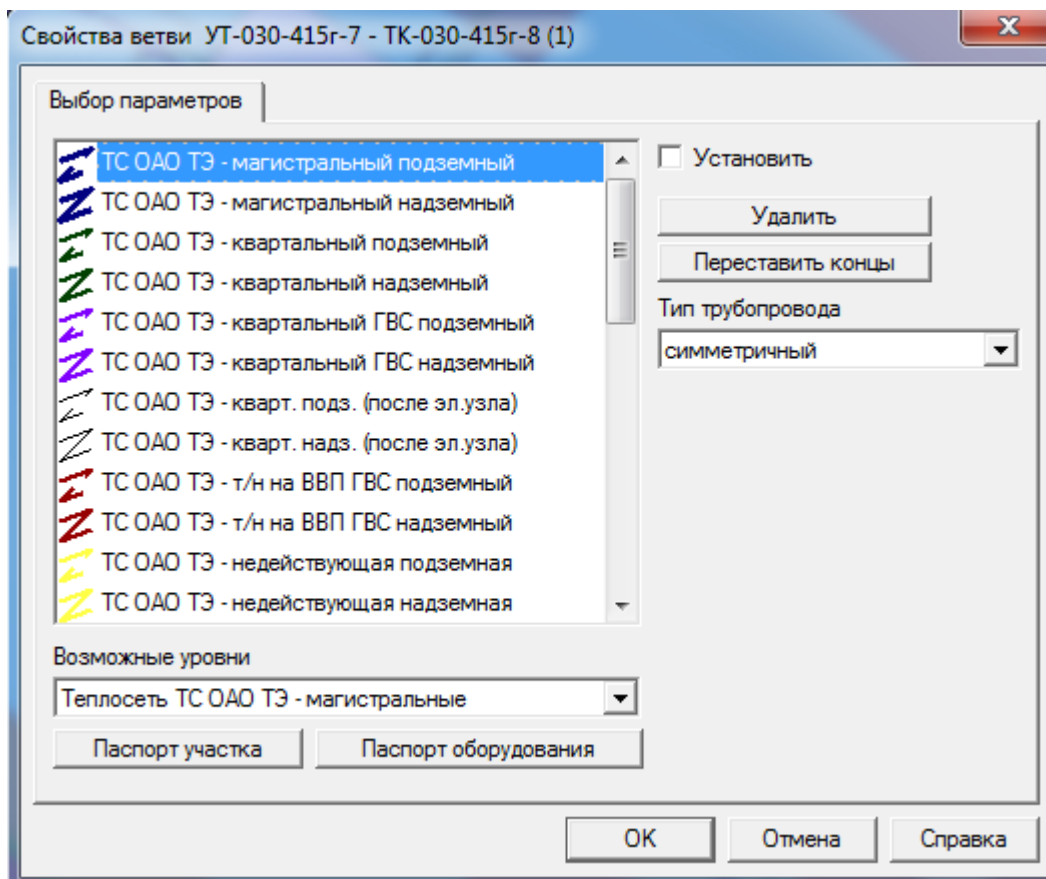 Свойства ветви УТ-030-415г-7 - ТК-030-415г-8 (1)
Выбор параметров
ТС ОАО ТЭ - магистральный подземный
ТС ОАО ТЭ - магистральный надземный
ТС ОАО ТЭ - квартальный подземный
ТС ОАО ТЭ - квартальный надземный
ТС ОАО ТЭ - квартальный ГВС подземный
ТС ОАО ТЭ - квартальный ГВС надземный
ТС ОАО ТЭ - кварт. подз. (после эл.узла)
ТС ОАО ТЭ - кварт. надз. (после эл.узла)
ТС ОАО ТЭ - т/н на ВВП ГВС подземный
ТС ОАО ТЭ - т/н на ВВП ГВС надземный
ТС ОАО ТЭ - недействующая подземная
ТС ОАО ТЭ - недействующая надземная
Установить
Удалить
Переставить концы
Тип трубопровода
симметричный
Возможные уровни
Теплосеть ТС ОАО ТЭ - магистральные
Паспорт участка
Паспорт оборудования
OK
Отмена
Справка